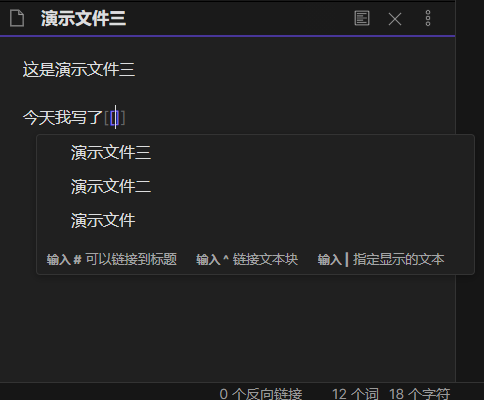 演示文件三
这是演示文件三
今天我写了[[]]
演示文件三
演示文件二
演示文件
输入 # 可以链接到标题 输入 ^ 链接文本块 输入 | 指定显示的文本
0 个反向链接 12 个词 18 个字符